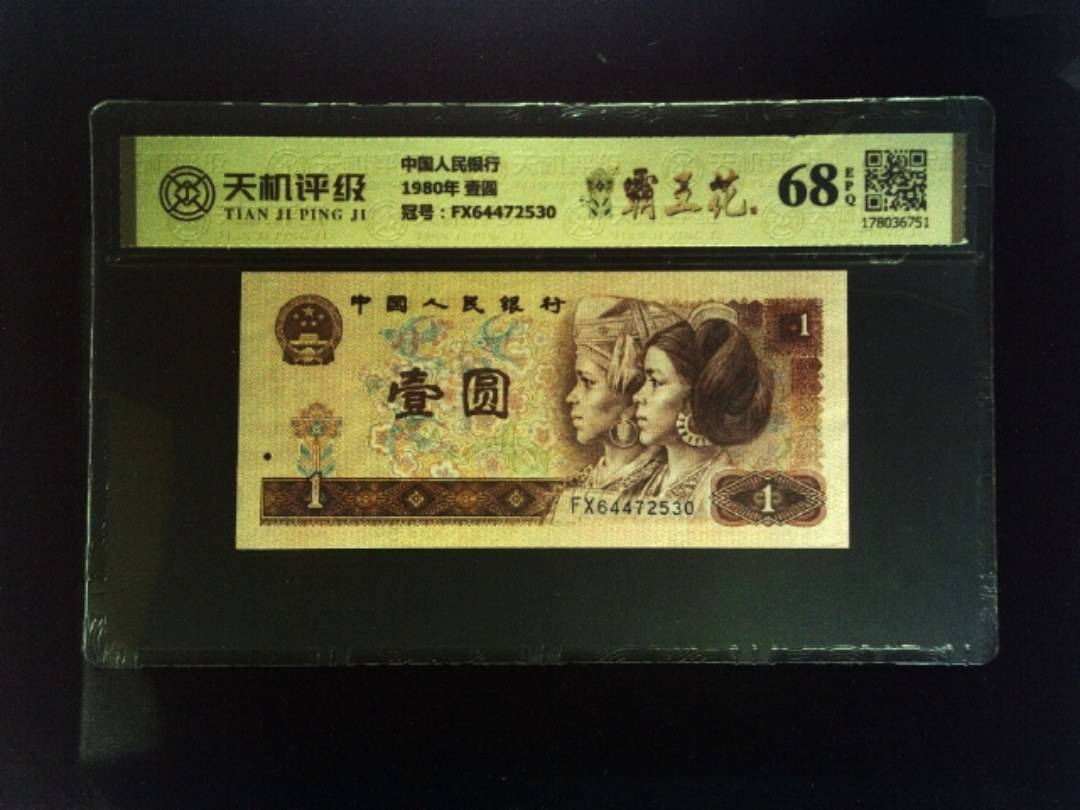 天机评级
TIAN JI PING JI
中国人民银行
1980年 壹圆
冠号：FX64472530
霸王花
68
EPQ
178036751
中国人民银行
壹圆
1
1
FX64472530
1